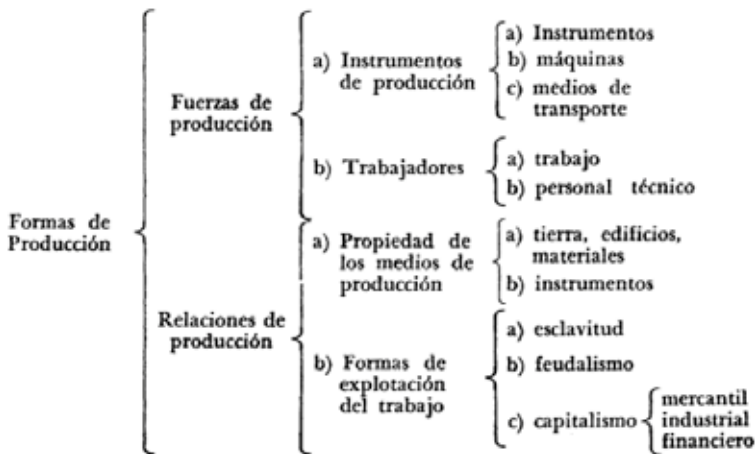 Formas de
Producción
Fuerzas de
producción
a) Instrumentos
de producción
a) Instrumentos
b) máquinas
c) medios de
transporte
b) Trabajadores
a) trabajo
b) personal técnico
Relaciones de
producción
a) Propiedad de
los medios de
producción
a) tierra, edificios,
materiales
b) instrumentos
b) Formas de
explotación
del trabajo
a) esclavitud
b) feudalismo
c) capitalismo
mercantil
industrial
financiero